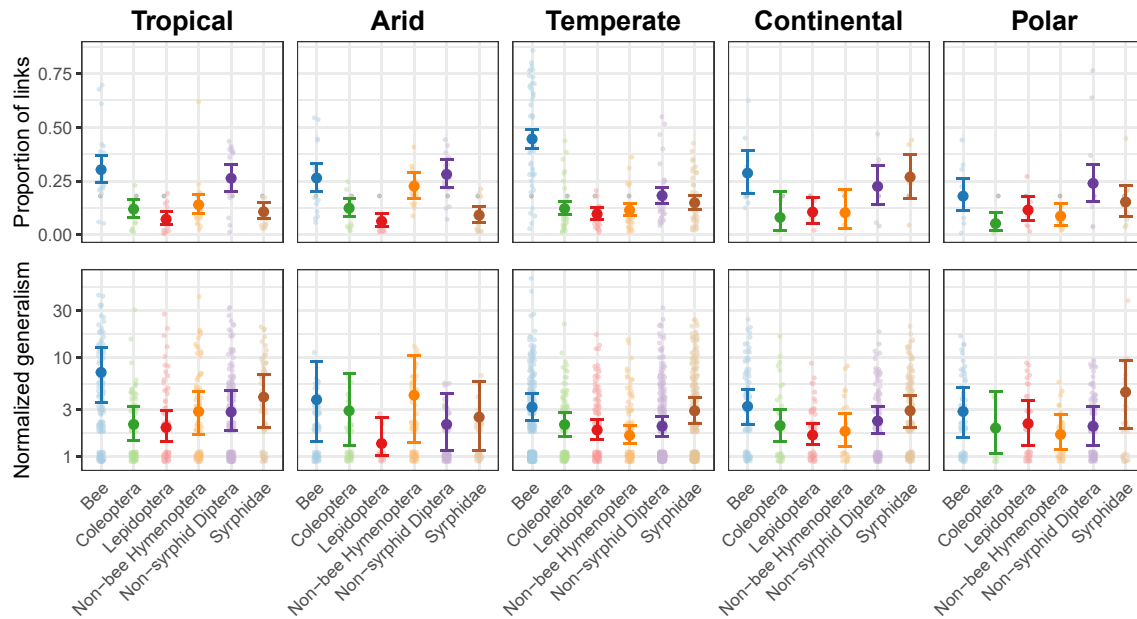 Tropical Arid Temperate Continental Polar
Proportion of links
0.75
0.50
0.25
0.00
Normalized generalism
30
10
3
1
Bee Coleoptera Lepidoptera Non−bee Hymenoptera Non−syrphid Diptera Syrphidae
Bee Coleoptera Lepidoptera Non−bee Hymenoptera Non−syrphid Diptera Syrphidae
Bee Coleoptera Lepidoptera Non−bee Hymenoptera Non−syrphid Diptera Syrphidae
Bee Coleoptera Lepidoptera Non−bee Hymenoptera Non−syrphid Diptera Syrphidae
Bee Coleoptera Lepidoptera Non−bee Hymenoptera Non−syrphid Diptera Syrphidae